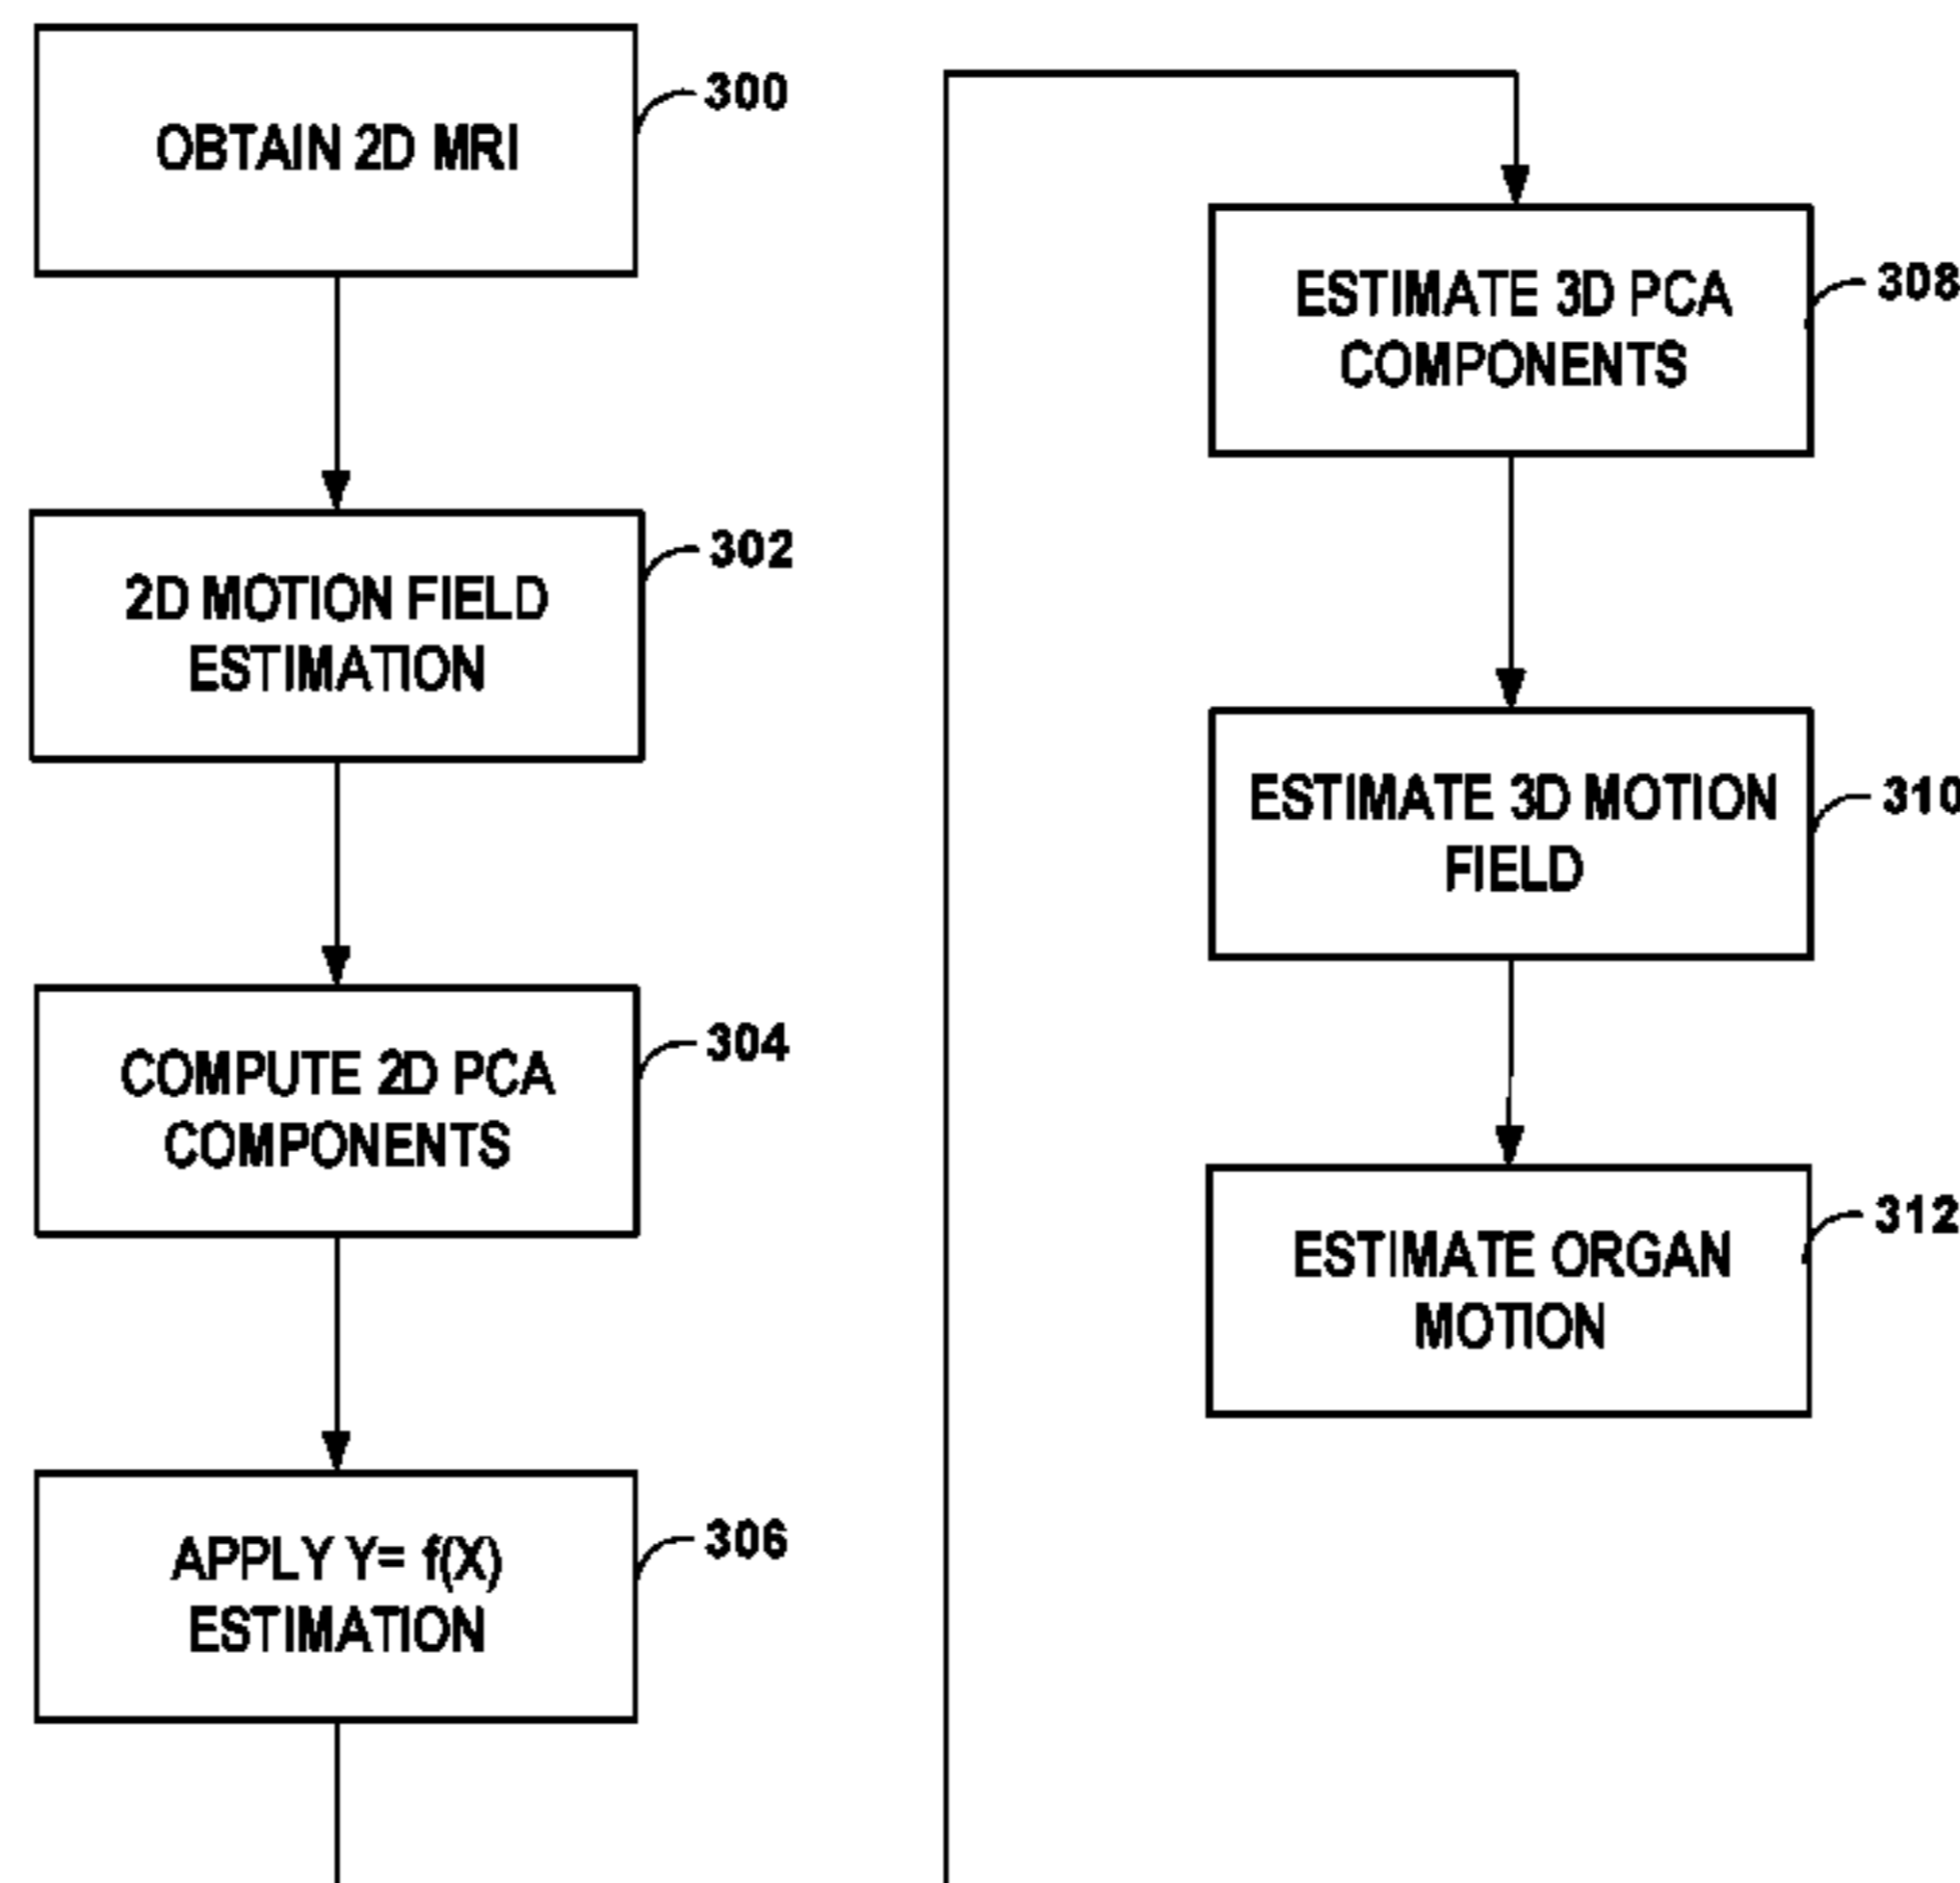 OBTAIN 2D MRI
300
2D MOTION FIELD
ESTIMATION
302
COMPUTE 2D PCA
COMPONENTS
304
APPLY Y= f(X)
ESTIMATION
306
ESTIMATE 3D PCA
COMPONENTS
308
ESTIMATE 3D MOTION
FIELD
310
ESTIMATE ORGAN
MOTION
312